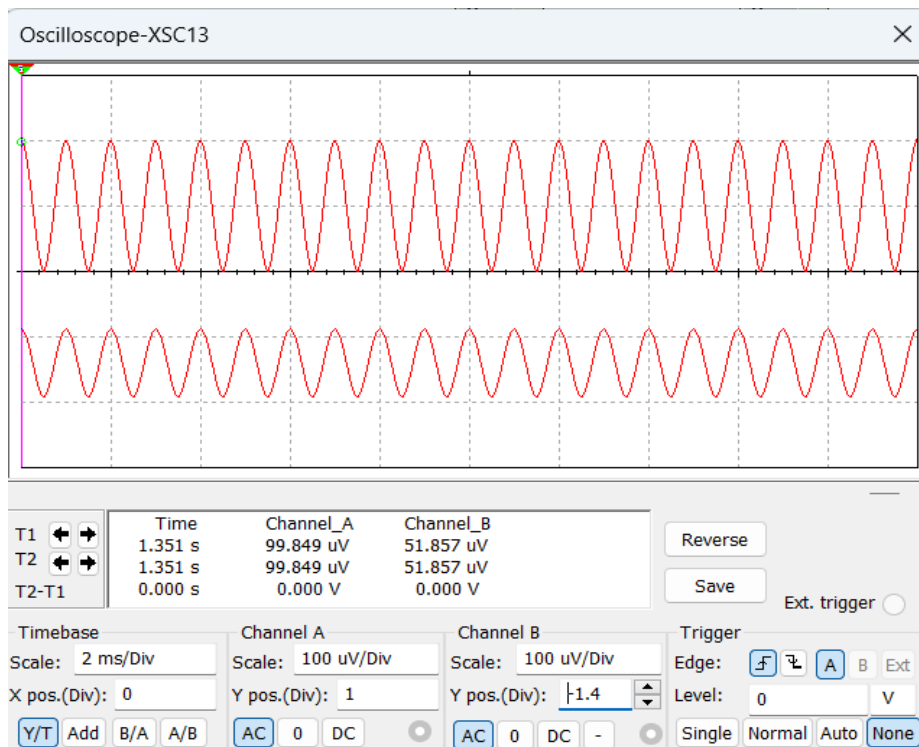 Oscilloscope-XSC13
Time Channel_A Channel_B
T1 1.351 s 99.849 uV 51.857 uV
T2 1.351 s 99.849 uV 51.857 uV
T2-T1 0.000 s 0.000 V 0.000 V
Reverse
Save
Ext. trigger
Timebase Channel A Channel B Trigger
Scale: 2 ms/Div Scale: 100 uV/Div Scale: 100 uV/Div Edge: A B Ext
X pos.(Div): 0 Y pos.(Div): 1 Y pos.(Div): -1.4 Level: 0 V
Y/T Add B/A A/B AC 0 DC AC 0 DC - Single Normal Auto None